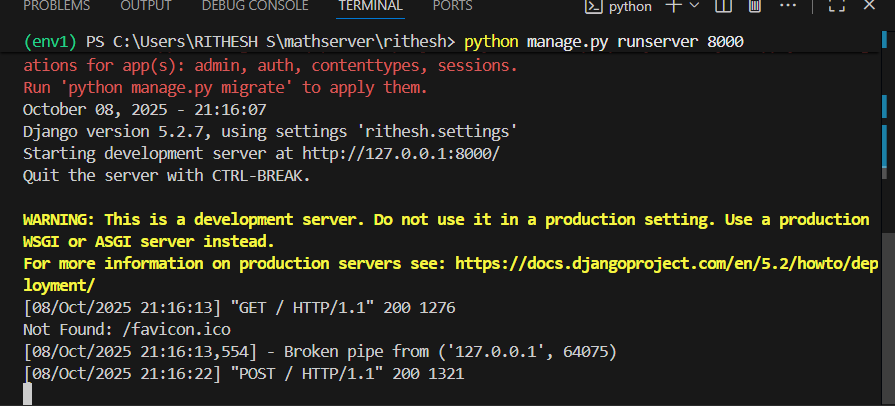 PROBLEMS OUTPUT DEBUG CONSOLE TERMINAL PORTS python
(env1) PS C:\Users\RITHESH S\mathserver\rithesh> python manage.py runserver 8000
ations for app(s): admin, auth, contenttypes, sessions.
Run 'python manage.py migrate' to apply them.
October 08, 2025 - 21:16:07
Django version 5.2.7, using settings 'rithesh.settings'
Starting development server at http://127.0.0.1:8000/
Quit the server with CTRL-BREAK.
WARNING: This is a development server. Do not use it in a production setting. Use a production
WSGI or ASGI server instead.
For more information on production servers see: https://docs.djangoproject.com/en/5.2/howto/dep
loyment/
[08/Oct/2025 21:16:13] "GET / HTTP/1.1" 200 1276
Not Found: /favicon.ico
[08/Oct/2025 21:16:13,554] - Broken pipe from ('127.0.0.1', 64075)
[08/Oct/2025 21:16:22] "POST / HTTP/1.1" 200 1321